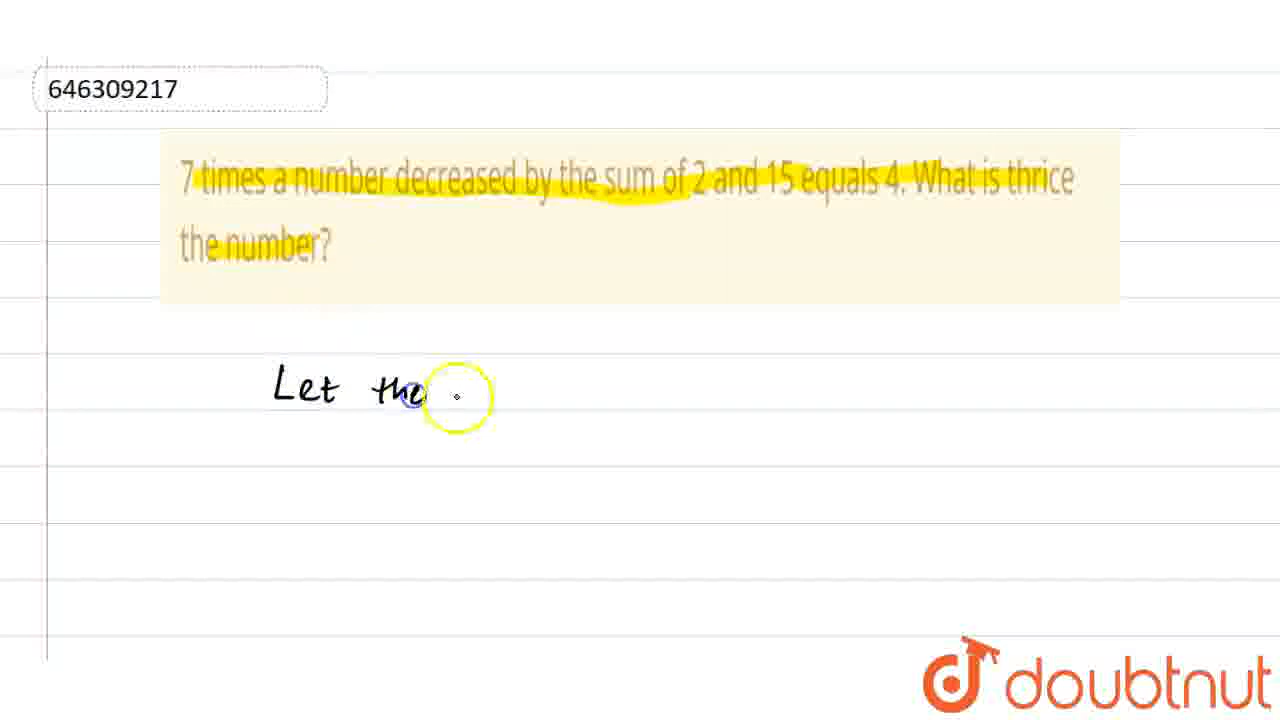 646309217
7 times a number decreased by the sum of 2 and 15 equals 4. What is thrice
the number?
Let the
doubtnut